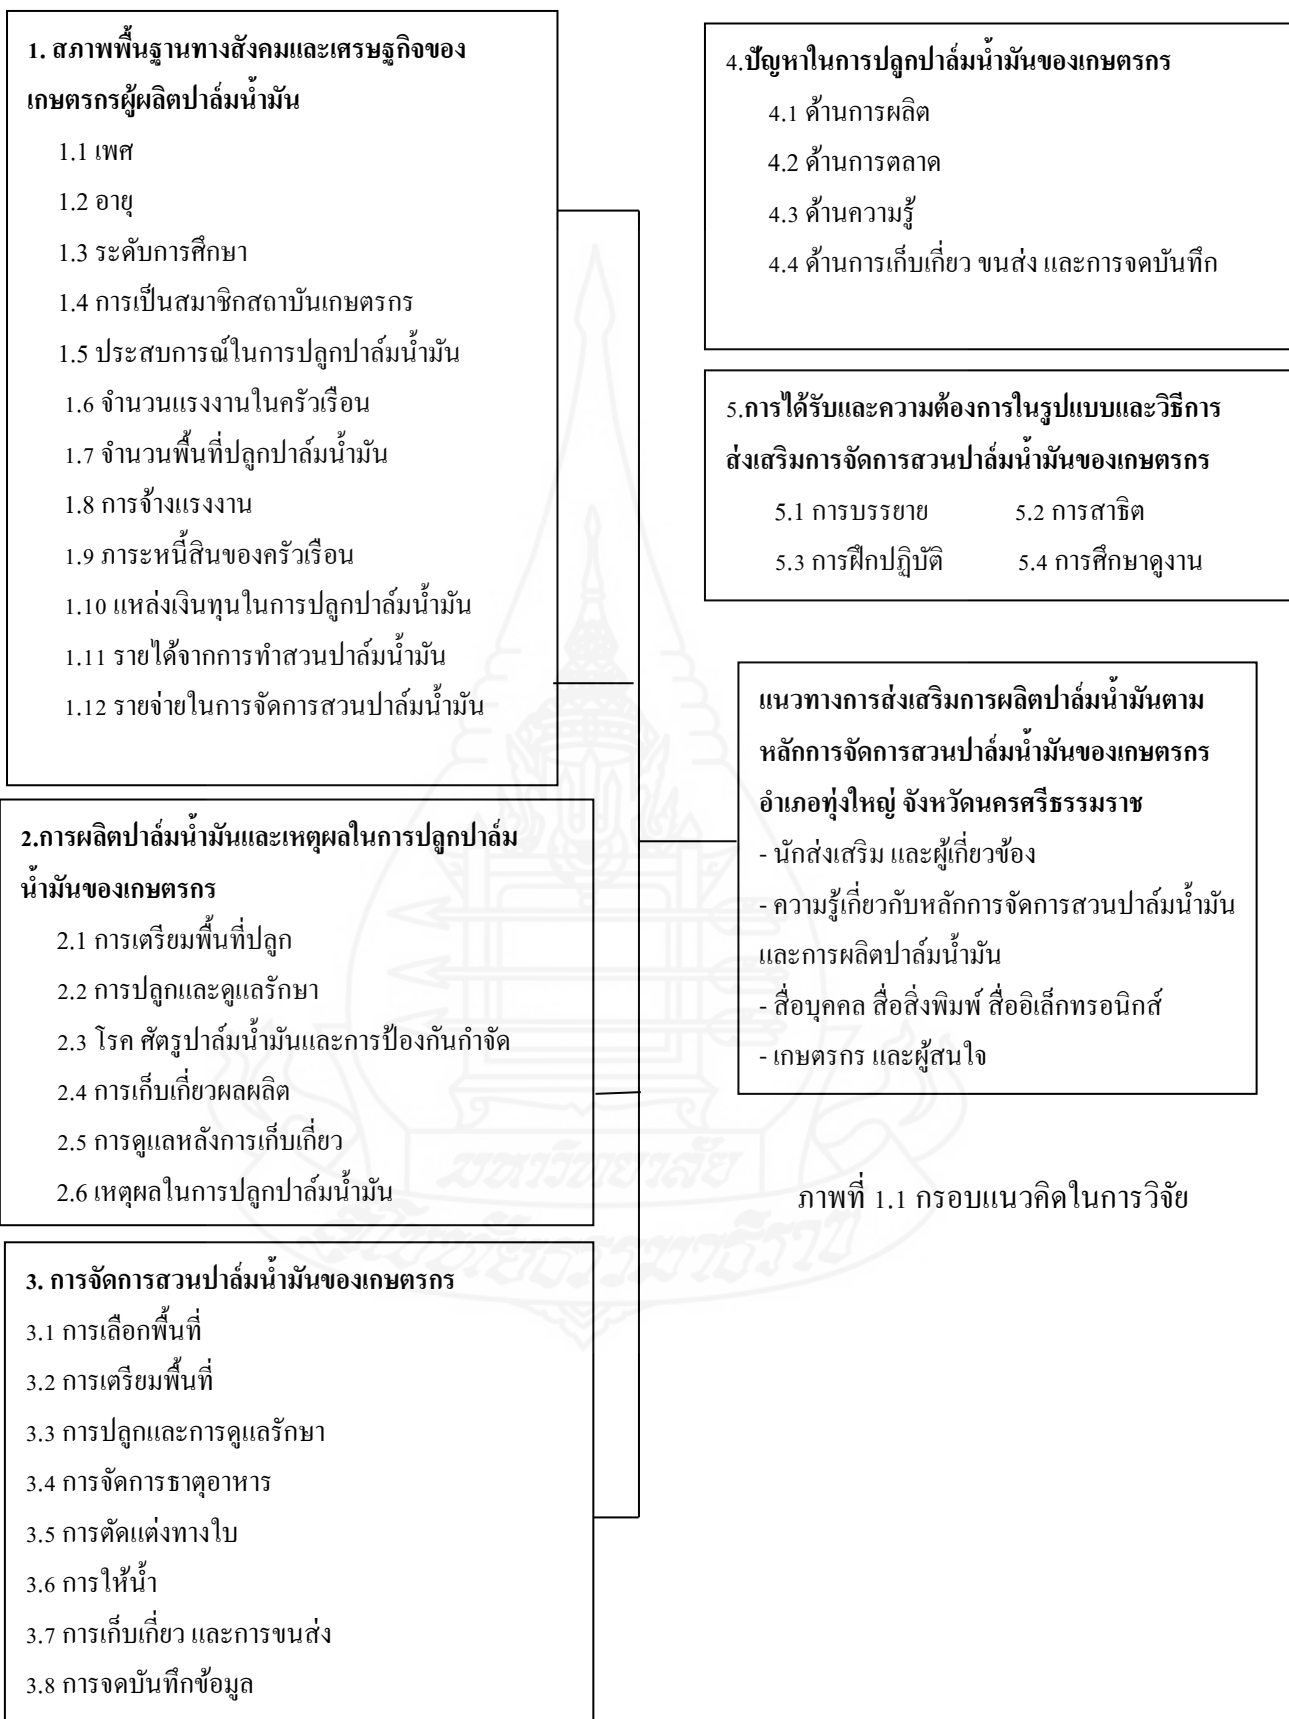 1. สภาพพื้นฐานทางสังคมและเศรษฐกิจของ
เกษตรกรผู้ผลิตปาล์มน้ำมัน
1.1 เพศ
1.2 อายุ
1.3 ระดับการศึกษา
1.4 การเป็นสมาชิกสถาบันเกษตรกร
1.5 ประสบการณ์ในการปลูกปาล์มน้ำมัน
1.6 จำนวนแรงงานในครัวเรือน
1.7 จำนวนพื้นที่ปลูกปาล์มน้ำมัน
1.8 การจ้างแรงงาน
1.9 ภาระหนี้สินของครัวเรือน
1.10 แหล่งเงินทุนในการปลูกปาล์มน้ำมัน
1.11 รายได้จากการทำสวนปาล์มน้ำมัน
1.12 รายจ่ายในการจัดการสวนปาล์มน้ำมัน
2.การผลิตปาล์มน้ำมันและเหตุผลในการปลูกปาล์ม
น้ำมันของเกษตรกร
2.1 การเตรียมพื้นที่ปลูก
2.2 การปลูกและดูแลรักษา
2.3 โรค ศัตรูปาล์มน้ำมันและการป้องกันกำจัด
2.4 การเก็บเกี่ยวผลผลิต
2.5 การดูแลหลังการเก็บเกี่ยว
2.6 เหตุผลในการปลูกปาล์มน้ำมัน
3. การจัดการสวนปาล์มน้ำมันของเกษตรกร
3.1 การเลือกพื้นที่
3.2 การเตรียมพื้นที่
3.3 การปลูกและการดูแลรักษา
3.4 การจัดการธาตุอาหาร
3.5 การตัดแต่งทางใบ
3.6 การให้น้ำ
3.7 การเก็บเกี่ยว และการขนส่ง
3.8 การจดบันทึกข้อมูล
4.ปัญหาในการปลูกปาล์มน้ำมันของเกษตรกร
4.1 ด้านการผลิต
4.2 ด้านการตลาด
4.3 ด้านความรู้
4.4 ด้านการเก็บเกี่ยว ขนส่ง และการจดบันทึก
5.การได้รับและความต้องการในรูปแบบและวิธีการ
ส่งเสริมการจัดการสวนปาล์มน้ำมันของเกษตรกร
5.1 การบรรยาย 5.2 การสาธิต
5.3 การฝึกปฏิบัติ 5.4 การศึกษาดูงาน
แนวทางการส่งเสริมการผลิตปาล์มน้ำมันตาม
หลักการจัดการสวนปาล์มน้ำมันของเกษตรกร
อำเภอทุ่งใหญ่ จังหวัดนครศรีธรรมราช
- นักส่งเสริม และผู้เกี่ยวข้อง
- ความรู้เกี่ยวกับหลักการจัดการสวนปาล์มน้ำมัน
และการผลิตปาล์มน้ำมัน
- สื่อบุคคล สื่อสิ่งพิมพ์ สื่ออิเล็กทรอนิกส์
- เกษตรกร และผู้สนใจ
ภาพที่ 1.1 กรอบแนวคิดในการวิจัย
มหาวิทยาลัย
สุโขทัยธรรมาธิราช